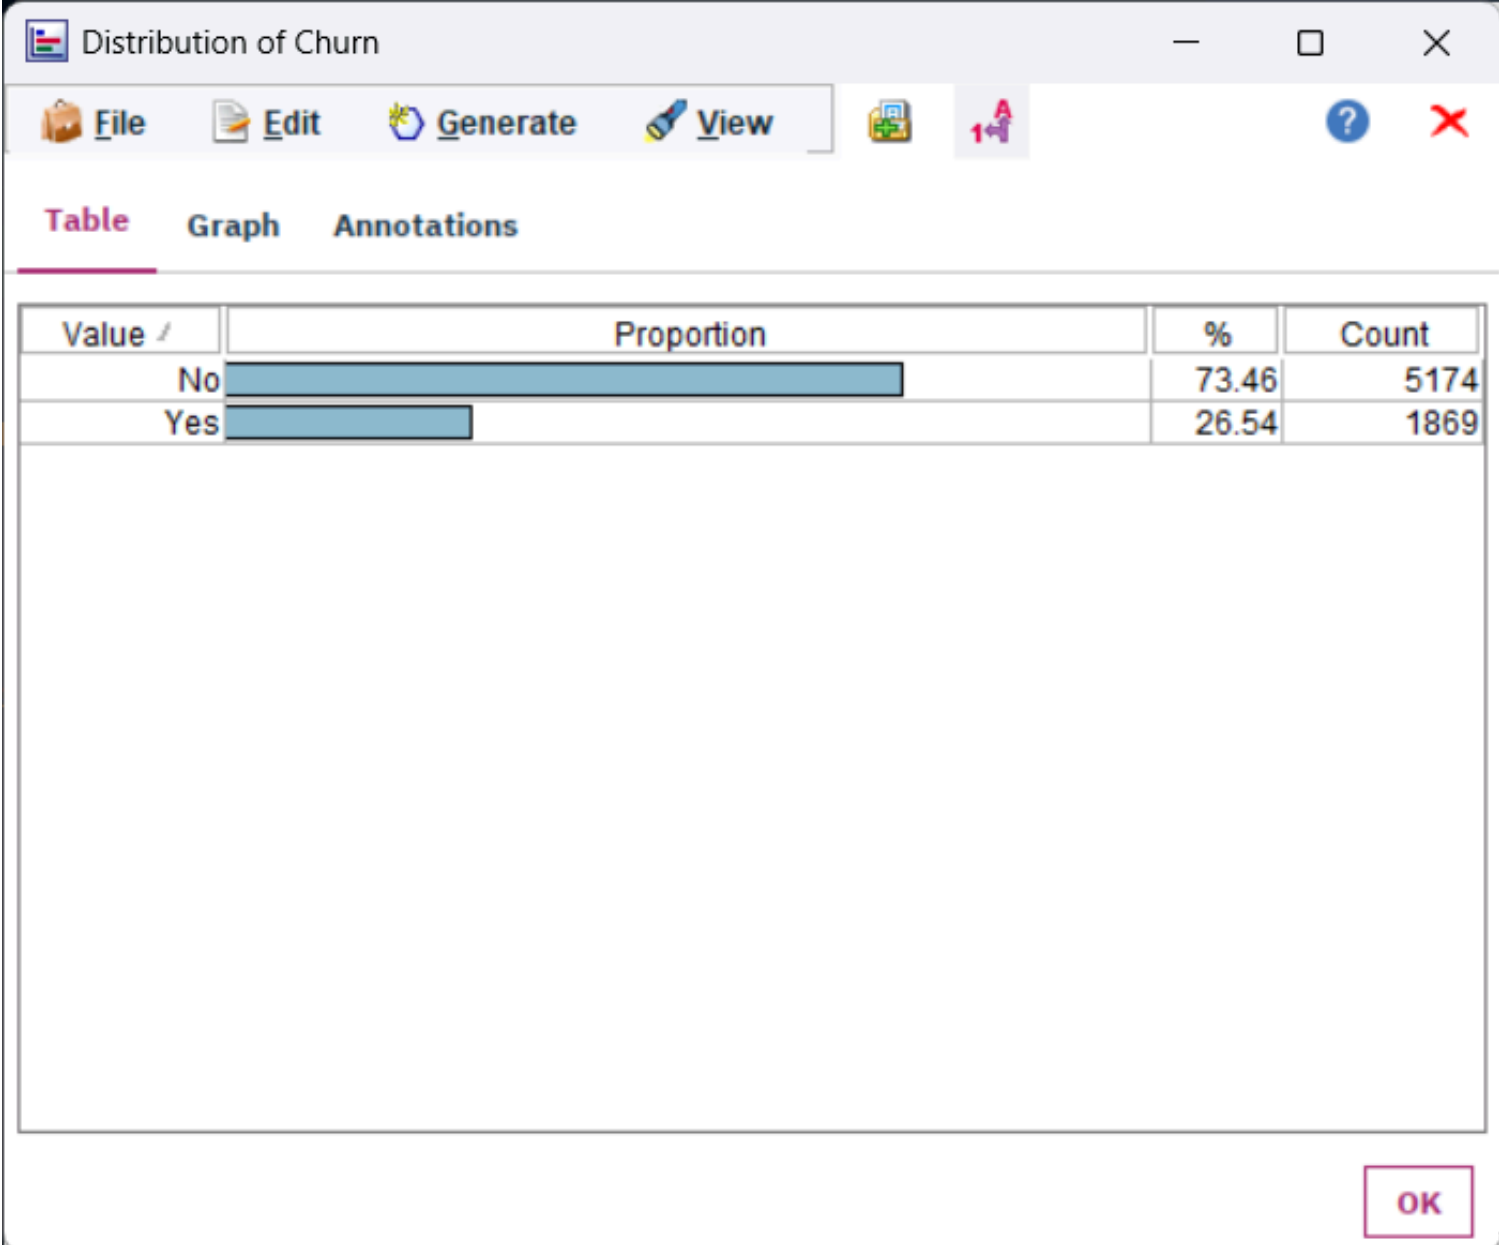 Distribution of Churn
File Edit Generate View 1 A ?
Table Graph Annotations
Value Proportion % Count
No 73.46 5174
Yes 26.54 1869
OK